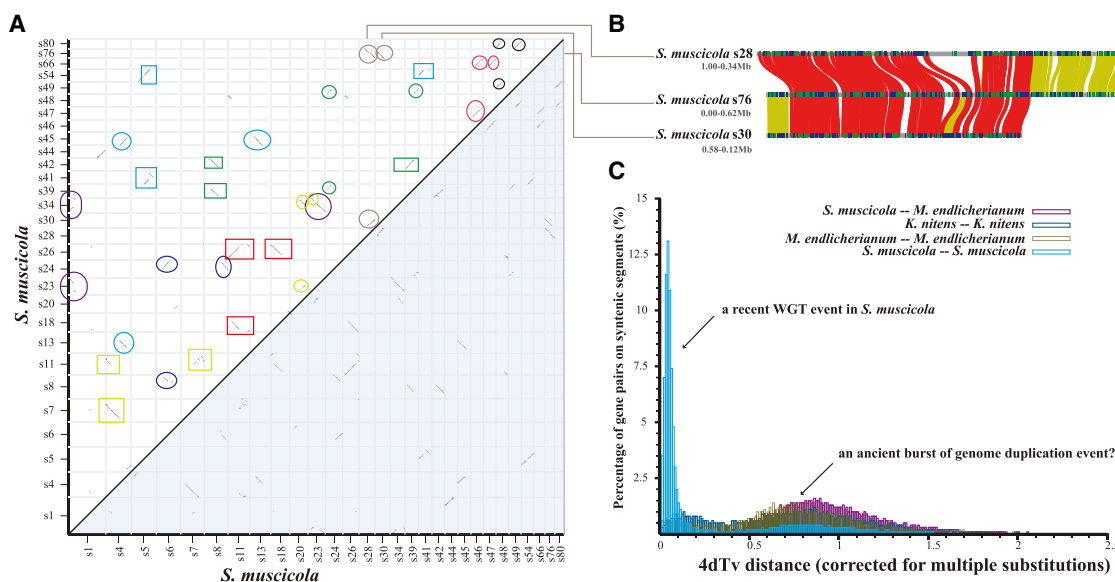 A
s80
s76
s66
s54
s49
s48
s47
s46
s45
s44
s42
s41
s39
s34
s30
s28
s26
s24
s23
s20
s18
s13
s11
s8
s7
s6
s5
s4
s1
S. muscicola
s1
s4
s5
s6
s7
s8
s11
s13
s18
s20
s23
s24
s26
s28
s30
s34
s39
s41
s42
s44
s45
s46
s47
s48
s49
s54
s66
s76
s80
S. muscicola
B
S. muscicola s28
1.00-0.34Mb
S. muscicola s76
0.00-0.62Mb
S. muscicola s30
0.58-0.12Mb
C
Percentage of gene pairs on syntenic segments (%)
15
12.5
10
7.5
5
2.5
S. muscicola -- M. endlicherianum
K. nitens -- K. nitens
M. endlicherianum -- M. endlicherianum
S. muscicola -- S. muscicola
a recent WGT event in S. muscicola
an ancient burst of genome duplication event?
0
0.5
1
1.5
2
2..
4dTv distance (corrected for multiple substitutions)